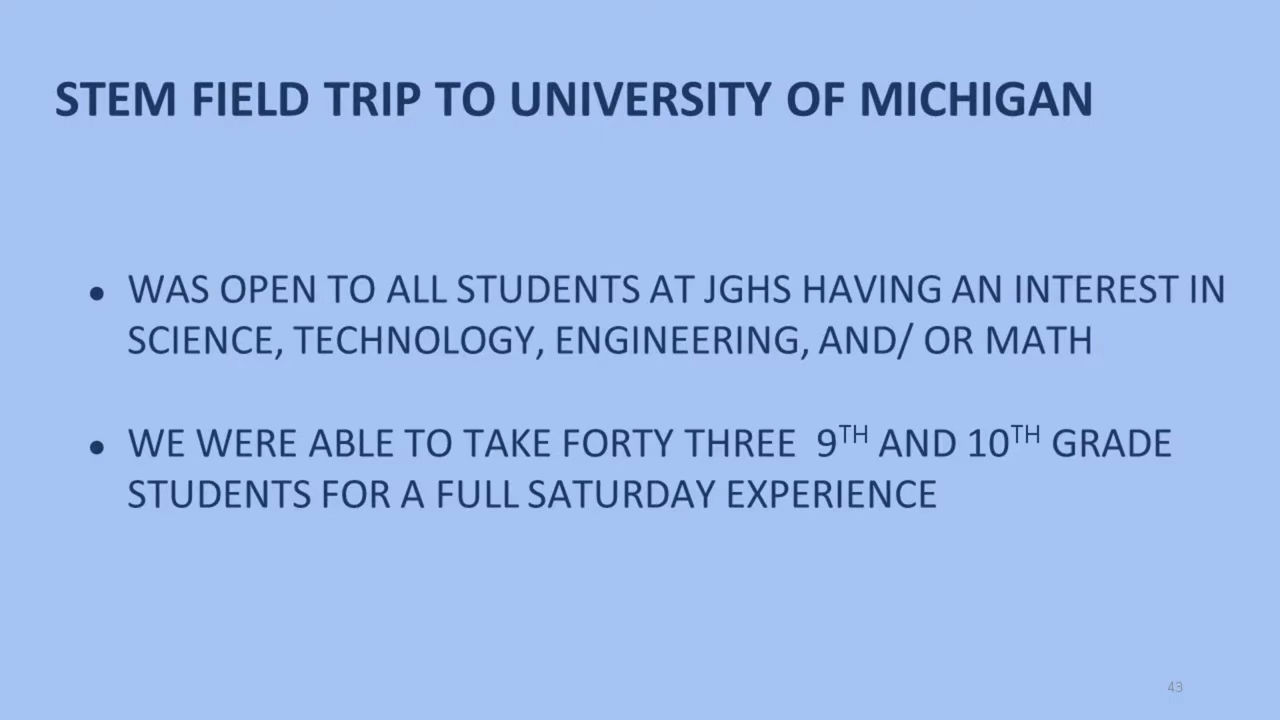 STEM FIELD TRIP TO UNIVERSITY OF MICHIGAN
• WAS OPEN TO ALL STUDENTS AT JGHS HAVING AN INTEREST IN
SCIENCE, TECHNOLOGY, ENGINEERING, AND/ OR MATH
• WE WERE ABLE TO TAKE FORTY THREE  9TH AND 10TH GRADE
STUDENTS FOR A FULL SATURDAY EXPERIENCE
43